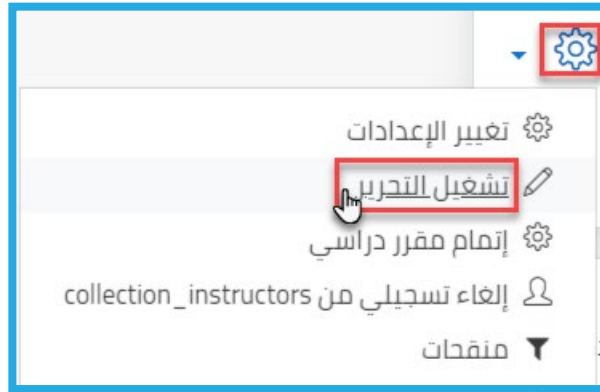 تغيير الإعدادات
تشغيل التحرير
إتمام مقرر دراسي
إلغاء تسجيلي من collection_instructors
منقحات